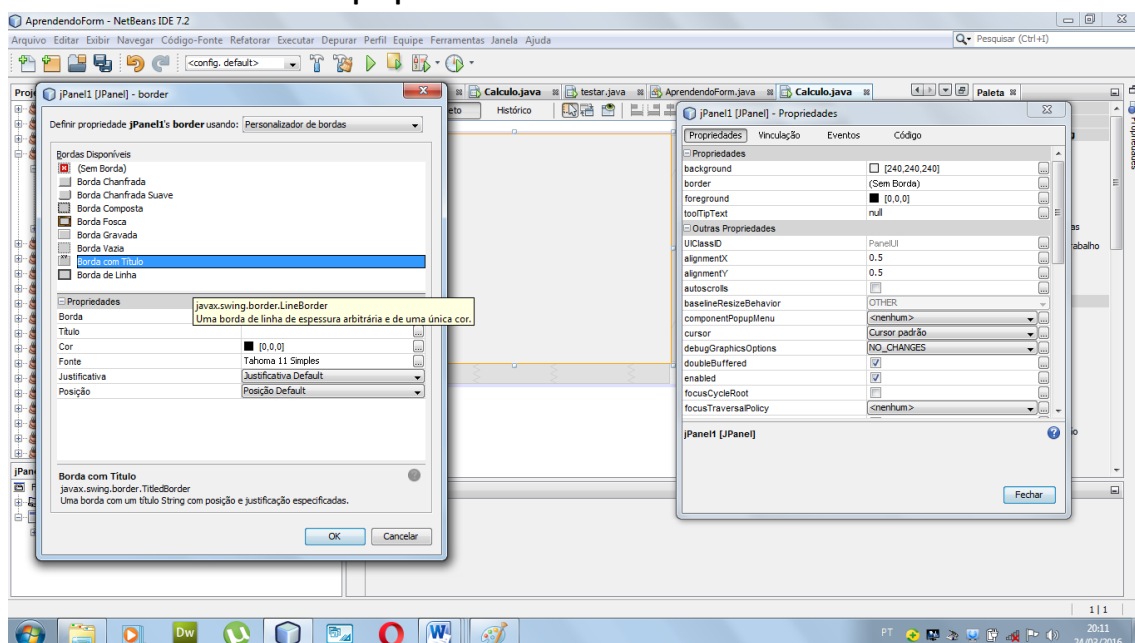 AprendendoForm - NetBeans IDE 7.2
Arquivo Editar Exibir Navegar Código-Fonte Refatorar Executar Depurar Perfil Equipe Ferramentas Janela Ajuda
Pesquisar (Ctrl+I)
<config. default>
Calculo.java testar.java AprendendoForm.java Calculo.java
Paleta
Histórico
jPanel1 [JPanel] - border
Definir propriedade jPanel1's border usando: Personalizador de bordas
Bordas Disponíveis
(Sem Borda)
Borda Chanfrada
Borda Chanfrada Suave
Borda Composta
Borda Fosca
Borda Gravada
Borda Vazia
Borda com Título
Borda de Linha
Propriedades
javax.swing.border.LineBorder
Uma borda de linha de espessura arbitrária e de uma única cor.
Borda
Título
Cor [0,0,0]
Fonte Tahoma 11 Simples
Justificativa Justificativa Default
Posição Posição Default
Borda com Título
javax.swing.border.TitledBorder
Uma borda com um título String com posição e justificação especificadas.
OK Cancelar
jPanel1 [JPanel] - Propriedades
Propriedades Vinculação Eventos Código
Propriedades
background [240,240,240]
border (Sem Borda)
foreground [0,0,0]
toolTipText null
Outras Propriedades
UIClassID PanelUI
alignmentX 0.5
alignmentY 0.5
autoscrolls
baselineResizeBehavior OTHER
componentPopupMenu <nenhum>
cursor Cursor padrão
debugGraphicsOptions NO_CHANGES
doubleBuffered
enabled
focusCycleRoot
focusTraversalPolicy <nenhum>
jPanel1 [JPanel]
Fechar
Propriedades
1|1
Dw
W
PT
20:11
24/02/2016